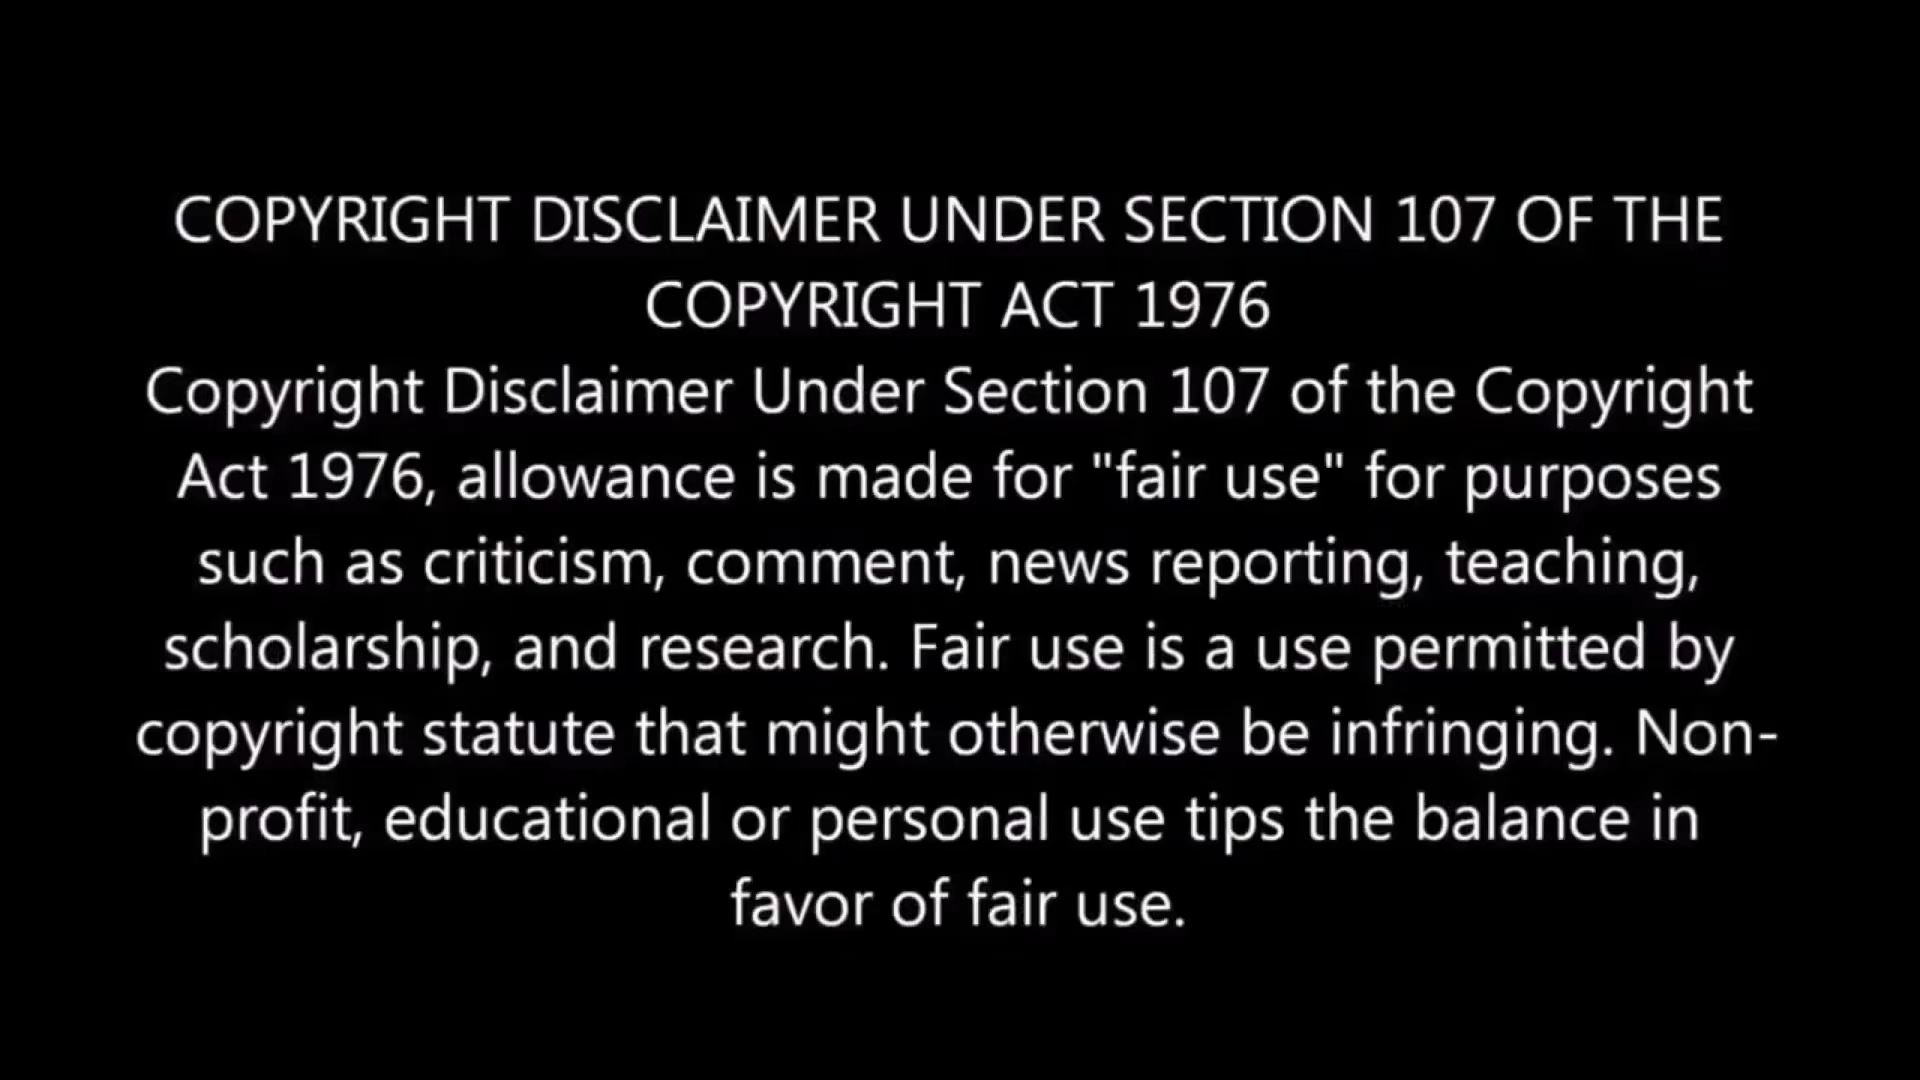 COPYRIGHT DISCLAIMER UNDER SECTION 107 OF THE
COPYRIGHT ACT 1976
Copyright Disclaimer Under Section 107 of the Copyright
Act 1976, allowance is made for "fair use" for purposes
such as criticism, comment, news reporting, teaching,
scholarship, and research. Fair use is a use permitted by
copyright statute that might otherwise be infringing. Non-
profit, educational or personal use tips the balance in
favor of fair use.